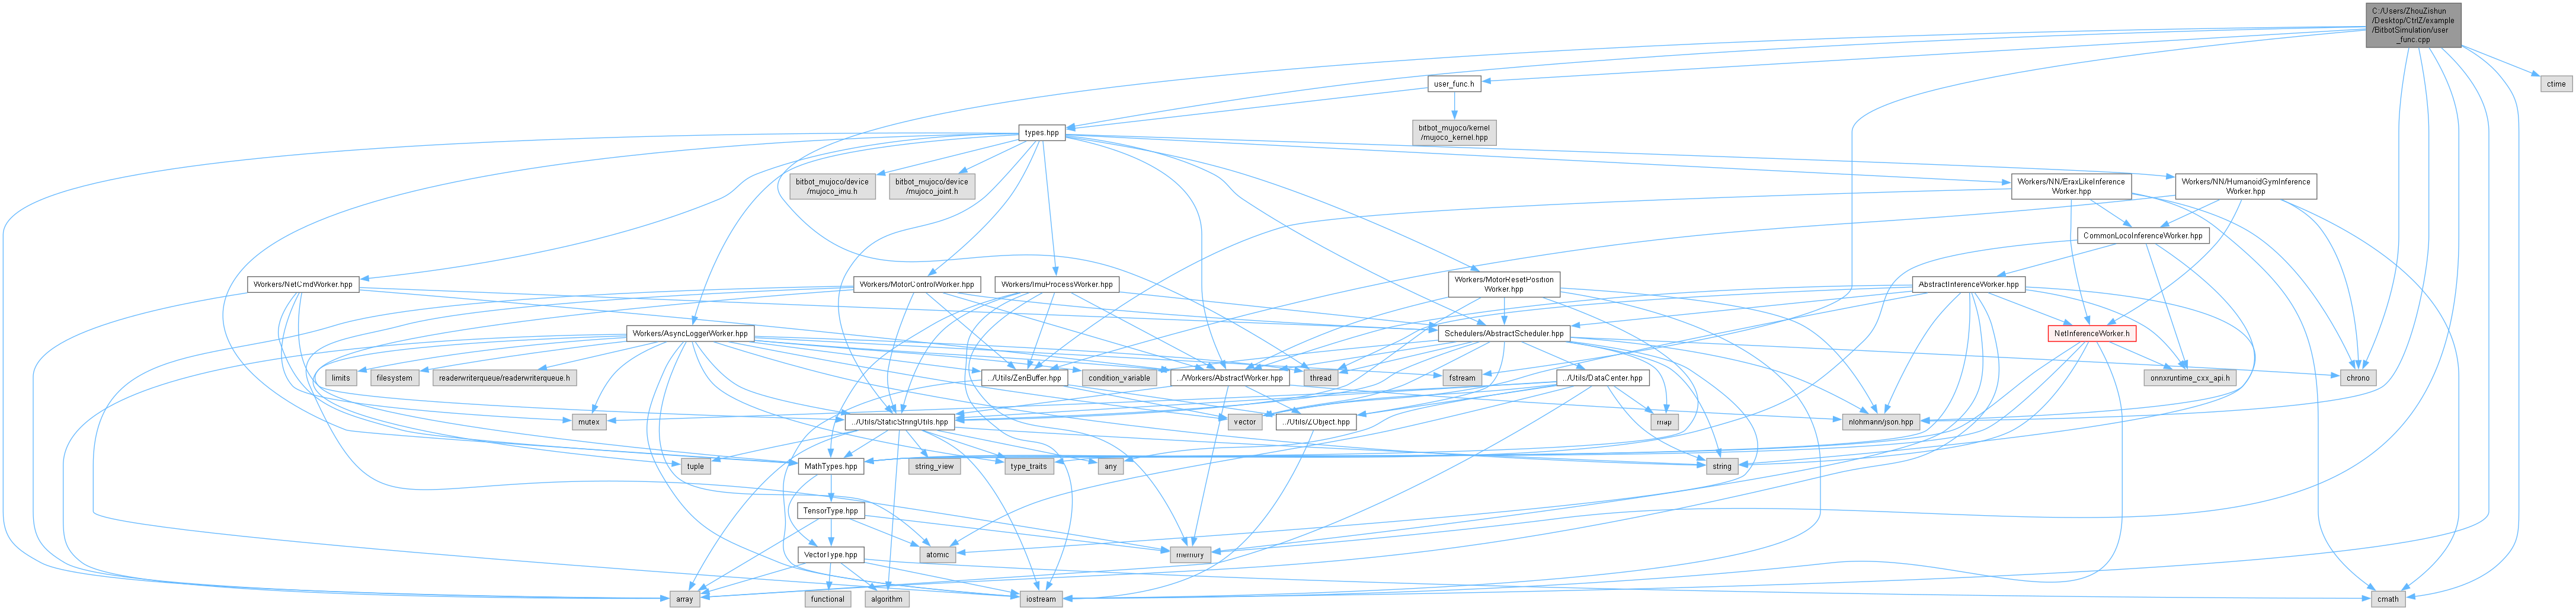 C:/Users/ZhouZishun
/Desktop/CtrlZ/example
/BitbotSimulation/user
_func.cpp
user_func.h
ctime
types.hpp
bitbot_mujoco/kernel
/mujoco_kernel.hpp
bitbot_mujoco/device
/mujoco_imu.h
bitbot_mujoco/device
/mujoco_joint.h
Workers/NN/EraxLikeInference
Worker.hpp
Workers/NN/HumanoidGymInference
Worker.hpp
CommonLocoInferenceWorker.hpp
Workers/NetCmdWorker.hpp
Workers/MotorControlWorker.hpp
Workers/ImuProcessWorker.hpp
Workers/MotorResetPosition
Worker.hpp
AbstractInferenceWorker.hpp
Workers/AsyncLoggerWorker.hpp
Schedulers/AbstractScheduler.hpp
NetInferenceWorker.h
limits
filesystem
readerwriterqueue/readerwriterqueue.h
../Utils/ZenBuffer.hpp
condition_variable
../Workers/AbstractWorker.hpp
thread
fstream
../Utils/DataCenter.hpp
onnxruntime_cxx_api.h
chrono
mutex
../Utils/StaticStringUtils.hpp
vector
../Utils/ZObject.hpp
map
nlohmann/json.hpp
tuple
MathTypes.hpp
string_view
type_traits
any
string
TensorType.hpp
VectorType.hpp
atomic
memory
array
functional
algorithm
iostream
cmath